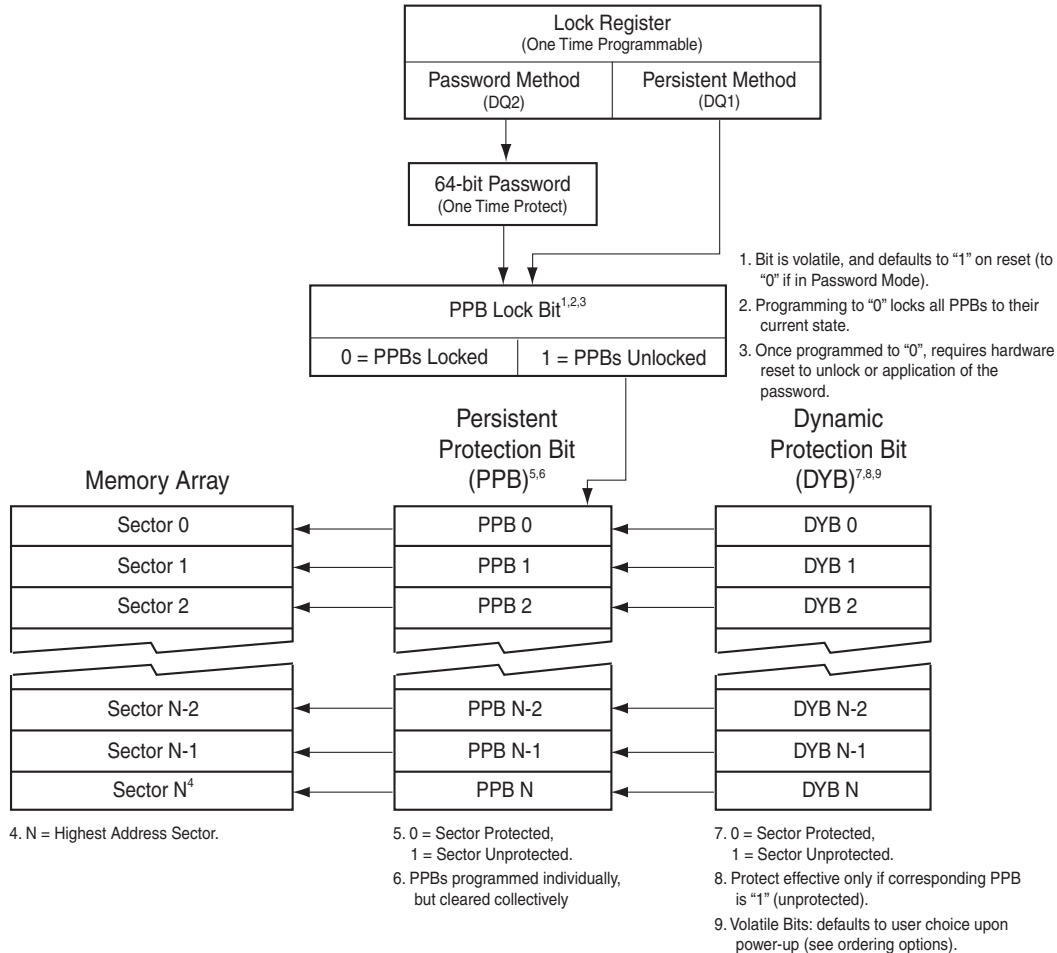 Lock Register
(One Time Programmable)
Password Method
(DQ2)
Persistent Method
(DQ1)
64-bit Password
(One Time Protect)
PPB Lock Bit1,2,3
0 = PPBs Locked
1 = PPBs Unlocked
1. Bit is volatile, and defaults to “1” on reset (to
“0” if in Password Mode).
2. Programming to “0” locks all PPBs to their
current state.
3. Once programmed to “0”, requires hardware
reset to unlock or application of the
password.
Memory Array
Persistent
Protection Bit
(PPB)5,6
Dynamic
Protection Bit
(DYB)7,8,9
Sector 0
PPB 0
DYB 0
Sector 1
PPB 1
DYB 1
Sector 2
PPB 2
DYB 2
Sector N-2
PPB N-2
DYB N-2
Sector N-1
PPB N-1
DYB N-1
Sector N4
PPB N
DYB N
4. N = Highest Address Sector.
5. 0 = Sector Protected,
1 = Sector Unprotected.
6. PPBs programmed individually,
but cleared collectively
7. 0 = Sector Protected,
1 = Sector Unprotected.
8. Protect effective only if corresponding PPB
is “1” (unprotected).
9. Volatile Bits: defaults to user choice upon
power-up (see ordering options).